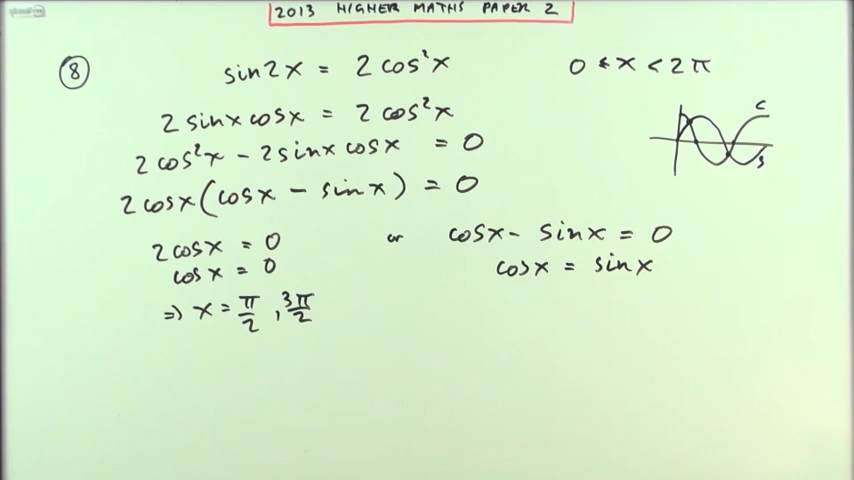 2013 HIGHER MATHS PAPER 2
8 sin2x = 2cos²x 0 < x < 2π
2sinxcosx = 2cos²x
2cos²x - 2sinxcosx = 0
2cosx(cosx - sinx) = 0
C
S
2cosx = 0 or cosx - sinx = 0
cosx = 0 cosx = sinx
⇒ x = π/2, 3π/2